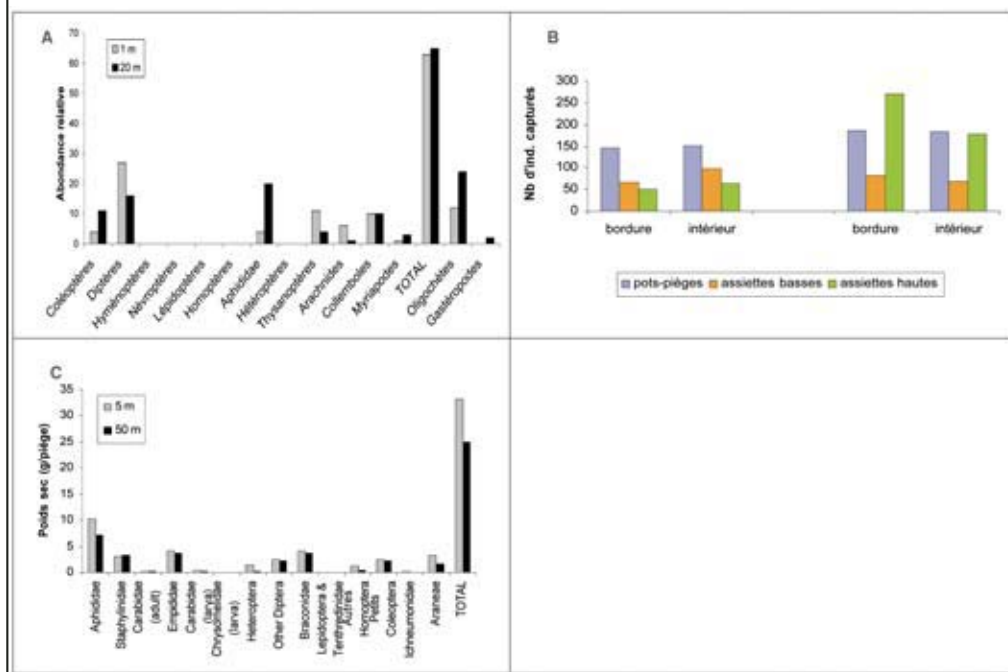 A
Abondance relative
70
60
50
40
30
20
10
0
1 m
20 m
Coléoptères
Diptères
Hyménoptères
Névroptères
Lépidoptères
Homoptères
Aphididae
Hétéroptères
Thysanoptères
Arachnides
Collemboles
Myriapodes
TOTAL
Oligochetes
Gastéropodes
B
Nb d'ind. capturés
300
250
200
150
100
50
0
bordure
intérieur
bordure
intérieur
pots-pièges
assiettes basses
assiettes hautes
C
Poids sec (g/piège)
35
30
25
20
15
10
5
0
5 m
50 m
Aphididae
Staphylinidae
Carabidae
(adult)
Empididae
Carabidae
(larva)
Chrysomelidae
(larva)
Heteroptera
Other Diptera
Braconidae
Lepidoptera &
Tenthredinidae
Autres
Homoptera
Petits
Coleoptera
Ichneumonidae
Araneae
TOTAL